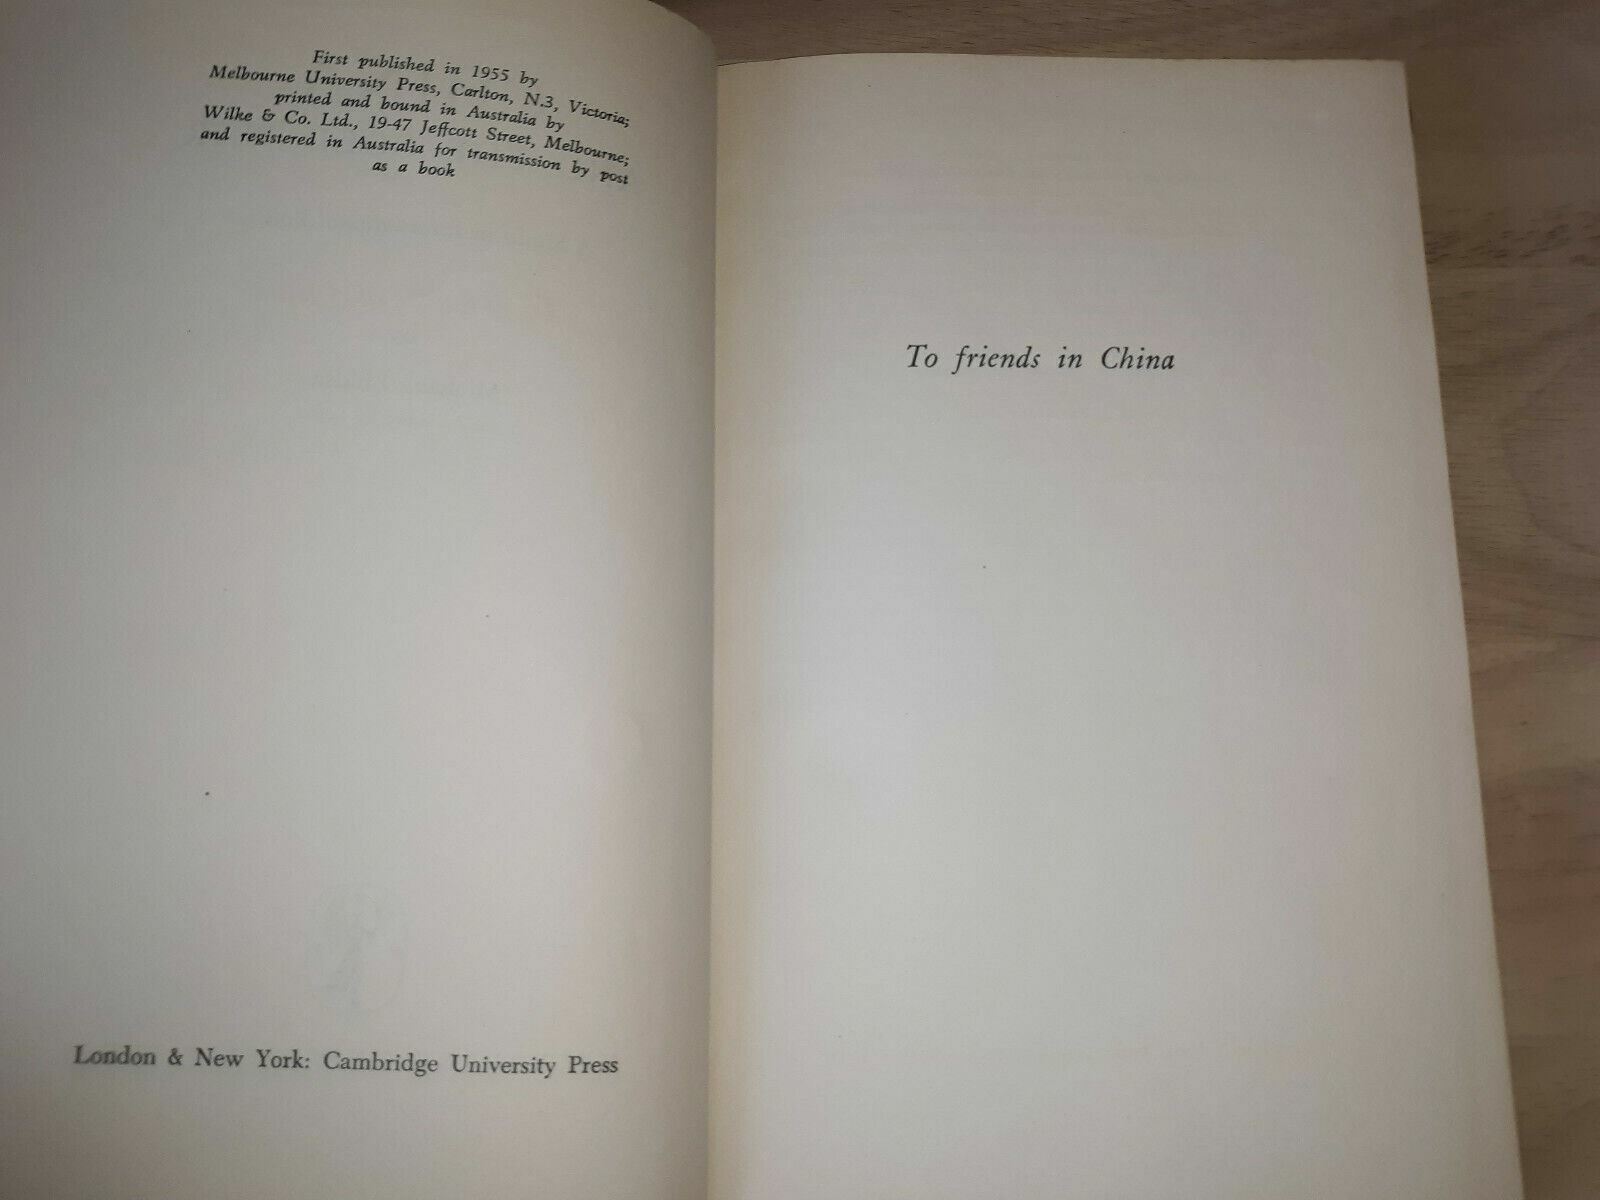 First published in 1955 by
Melbourne University Press, Carlton, N.3, Victoria;
printed and bound in Australia by
Wilke & Co. Ltd., 19-47 Jeffcott Street, Melbourne;
and registered in Australia for transmission by post
as a book
London & New York: Cambridge University Press
To friends in China